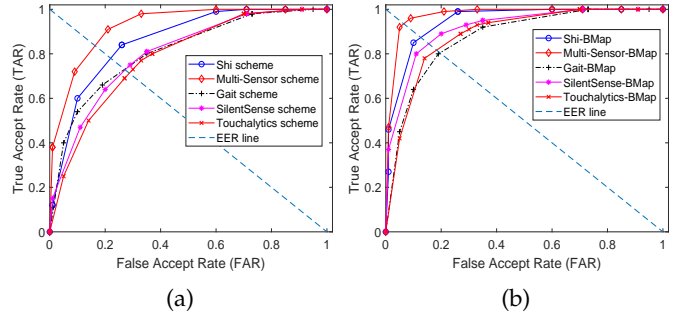 True Accept Rate (TAR)
1
0.8
0.6
0.4
0.2
0
Shi scheme
Multi-Sensor scheme
Gait scheme
SilentSense scheme
Touchalytics scheme
EER line
0 0.2 0.4 0.6 0.8 1
False Accept Rate (FAR)
(a)
True Accept Rate (TAR)
1
0.8
0.6
0.4
0.2
0
Shi-BMap
Multi-Sensor-BMap
Gait-BMap
SilentSense-BMap
Touchalytics-BMap
EER line
0 0.2 0.4 0.6 0.8 1
False Accept Rate (FAR)
(b)